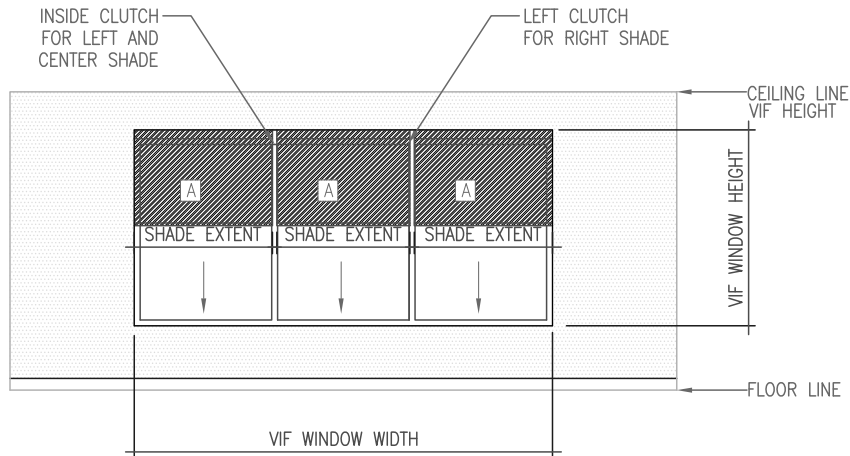 INSIDE CLUTCH
FOR LEFT AND
CENTER SHADE
LEFT CLUTCH
FOR RIGHT SHADE
CEILING LINE
VIF HEIGHT
A
A
A
SHADE EXTENT
SHADE EXTENT
SHADE EXTENT
VIF WINDOW HEIGHT
FLOOR LINE
VIF WINDOW WIDTH